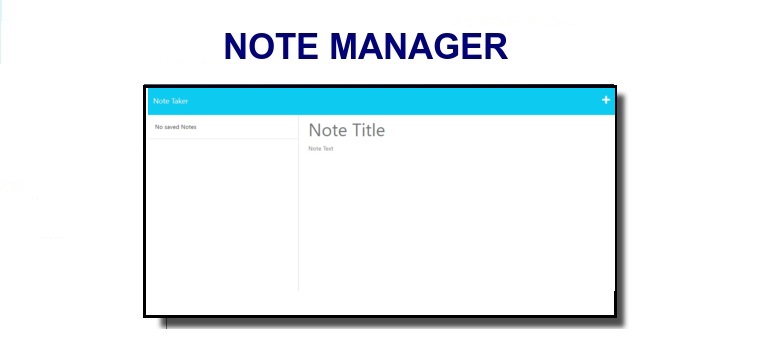 NOTE MANAGER
Note Taker +
No saved Notes
Note Title
Note Text